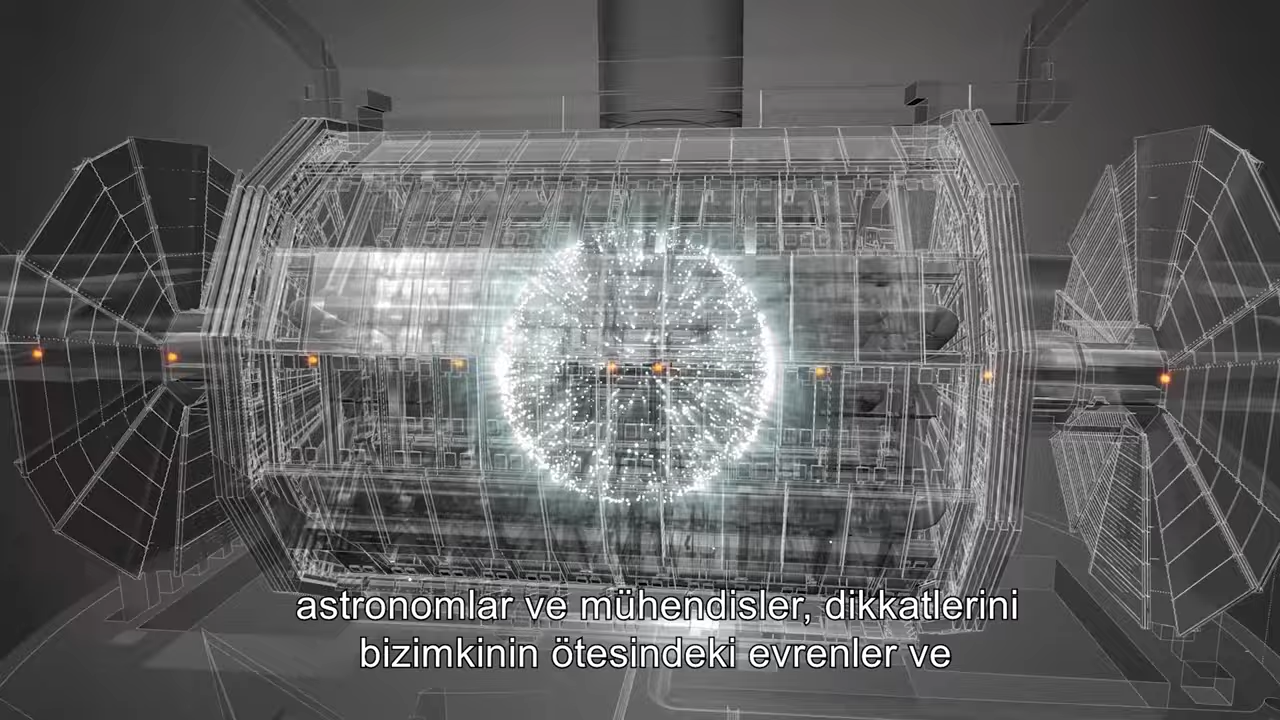 astronomlar ve mühendisler, dikkatlerini
bizimkinin ötesindeki evrenler ve